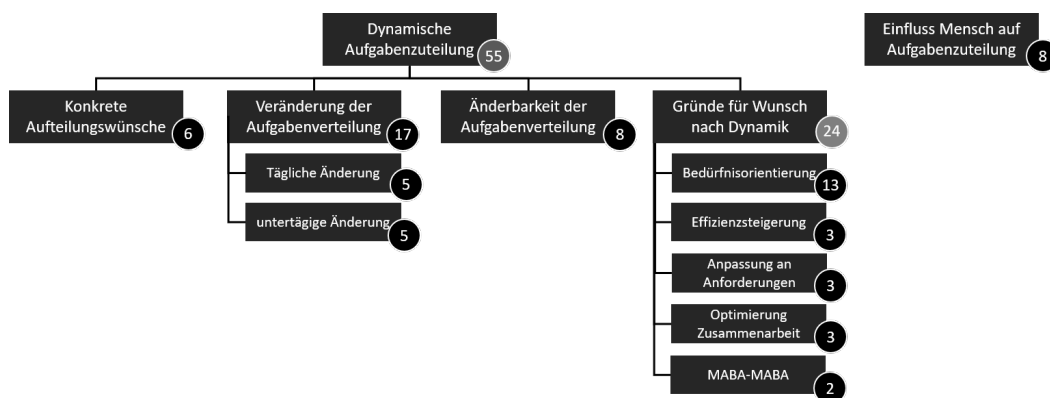 Dynamische
Aufgabenzuteilung
55
Einfluss Mensch auf
Aufgabenzuteilung
8
Konkrete
Aufteilungswünsche
6
Veränderung der
Aufgabenverteilung
17
Änderbarkeit der
Aufgabenverteilung
8
Gründe für Wunsch
nach Dynamik
24
Tägliche Änderung
5
untertägige Änderung
5
Bedürfnisorientierung
13
Effizienzsteigerung
3
Anpassung an
Anforderungen
3
Optimierung
Zusammenarbeit
3
MABA-MABA
2